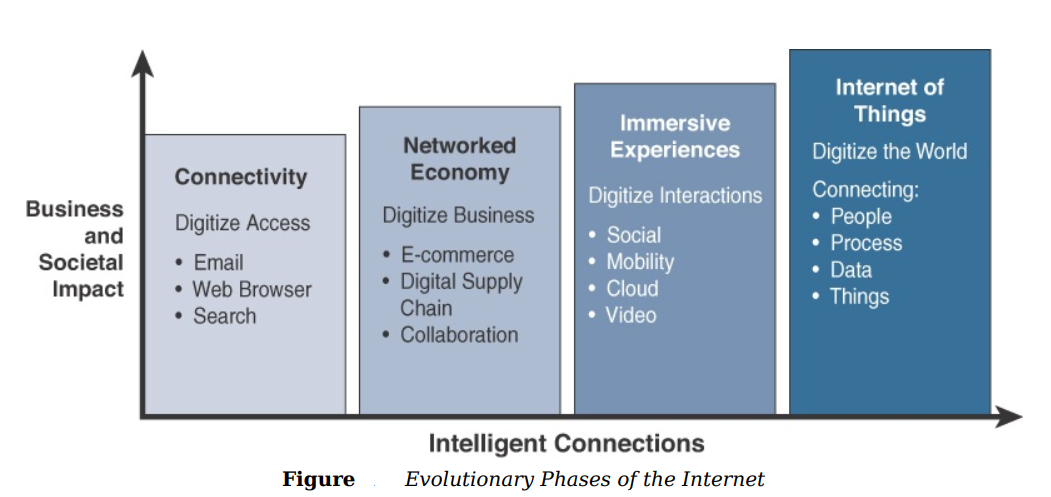 Business
and
Societal
Impact
Connectivity
Digitize Access
• Email
• Web Browser
• Search
Networked
Economy
Digitize Business
• E-commerce
• Digital Supply
Chain
• Collaboration
Immersive
Experiences
Digitize Interactions
• Social
• Mobility
• Cloud
• Video
Internet of
Things
Digitize the World
Connecting:
• People
• Process
• Data
• Things
Intelligent Connections
Figure Evolutionary Phases of the Internet